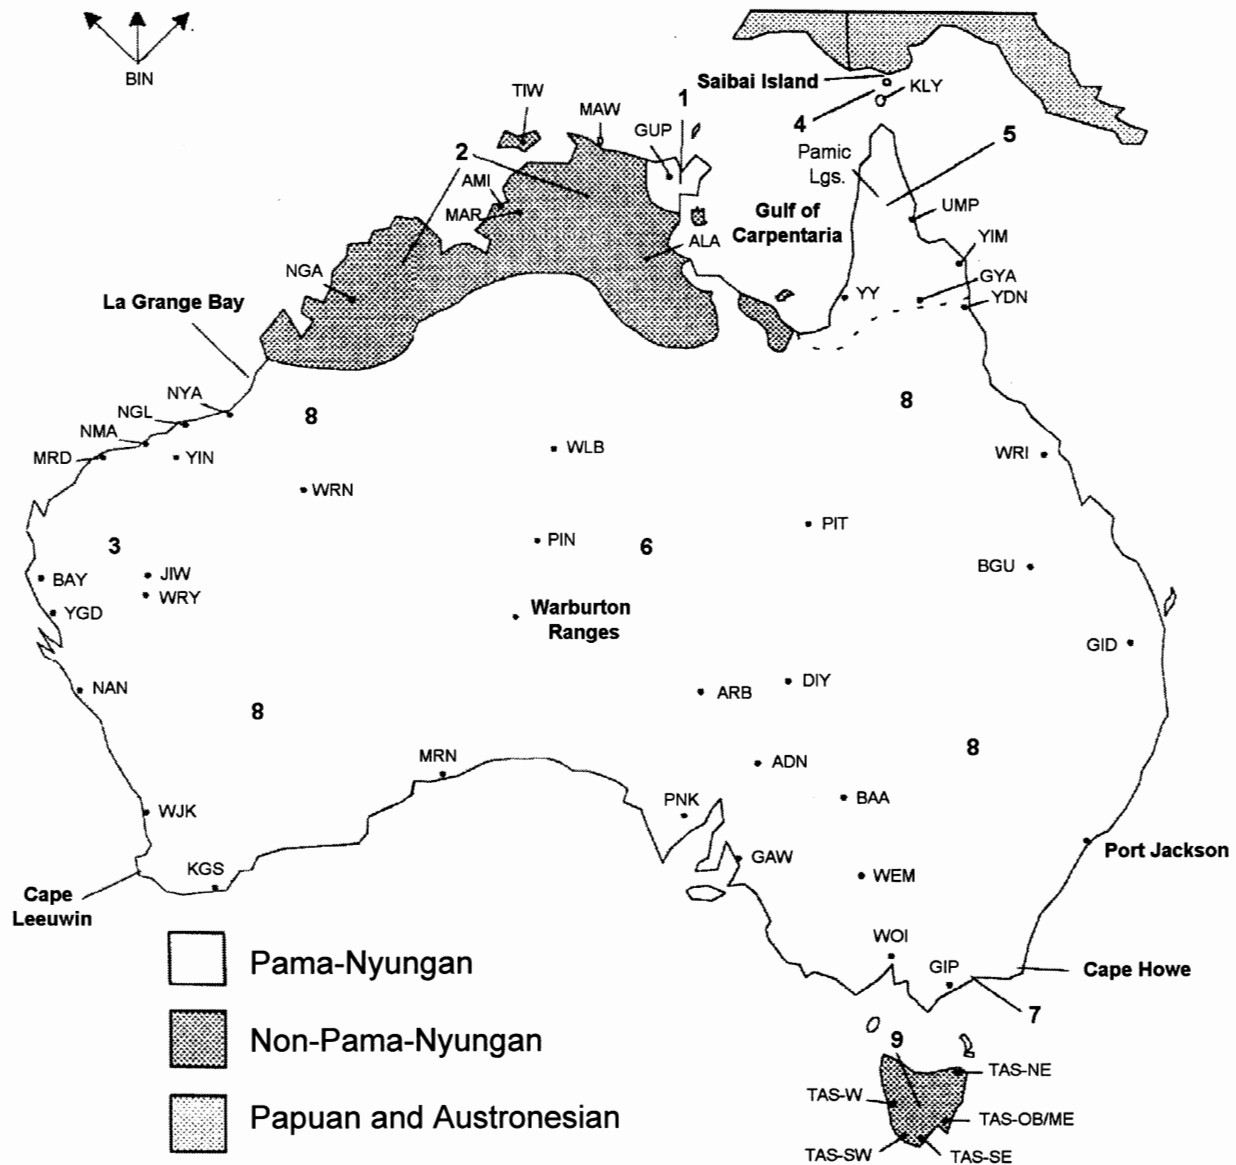 BIN
TIW
MAW
GUP
1
Saibai Island
KLY
4
5
2
Pamic
Lgs.
AMI
MAR
Gulf of
Carpentaria
UMP
ALA
YIM
NGA
YY
GYA
YDN
La Grange Bay
NYA
NGL
NMA
MRD
YIN
8
8
WLB
WRI
WRN
PIT
3
PIN
6
BGU
BAY
JIW
WRY
YGD
Warburton
Ranges
GID
NAN
8
ARB
DIY
MRN
ADN
8
WJK
PNK
BAA
KGS
GAW
WEM
Port Jackson
Cape
Leeuwin
WOI
GIP
Cape Howe
7
Pama-Nyungan
Non-Pama-Nyungan
Papuan and Austronesian
9
TAS-NE
TAS-W
TAS-OB/ME
TAS-SW
TAS-SE